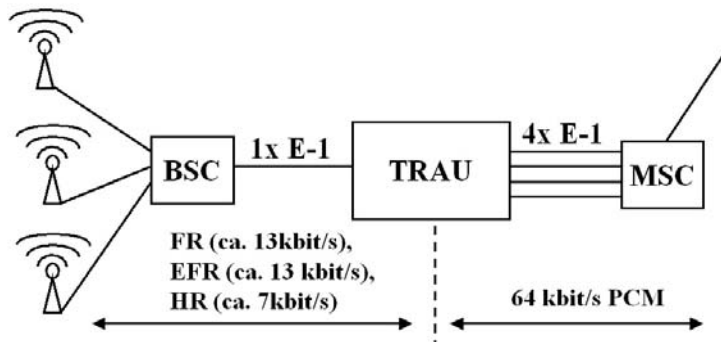 BSC
1x E-1
TRAU
4x E-1
MSC
FR (ca. 13kbit/s),
EFR (ca. 13 kbit/s),
HR (ca. 7kbit/s)
64 kbit/s PCM